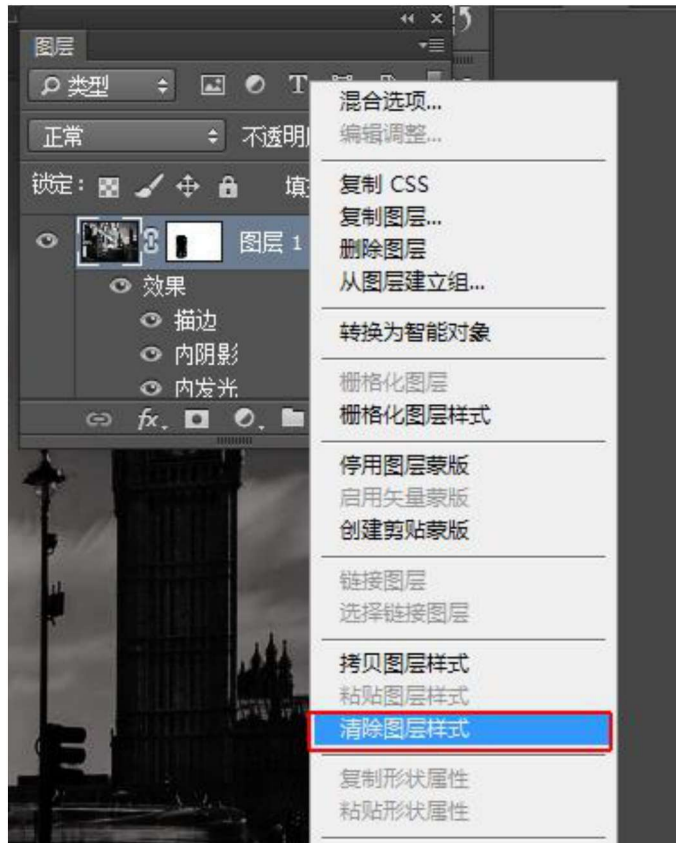 图层
类型
T
正常
不透明
锁定:
填
图层 1
效果
描边
内阴影
内发光
fx.
混合选项...
编辑调整...
复制 CSS
复制图层...
删除图层
从图层建立组...
转换为智能对象
栅格化图层
栅格化图层样式
停用图层蒙版
启用矢量蒙版
创建剪贴蒙版
链接图层
选择链接图层
拷贝图层样式
粘贴图层样式
清除图层样式
复制形状属性
粘贴形状属性